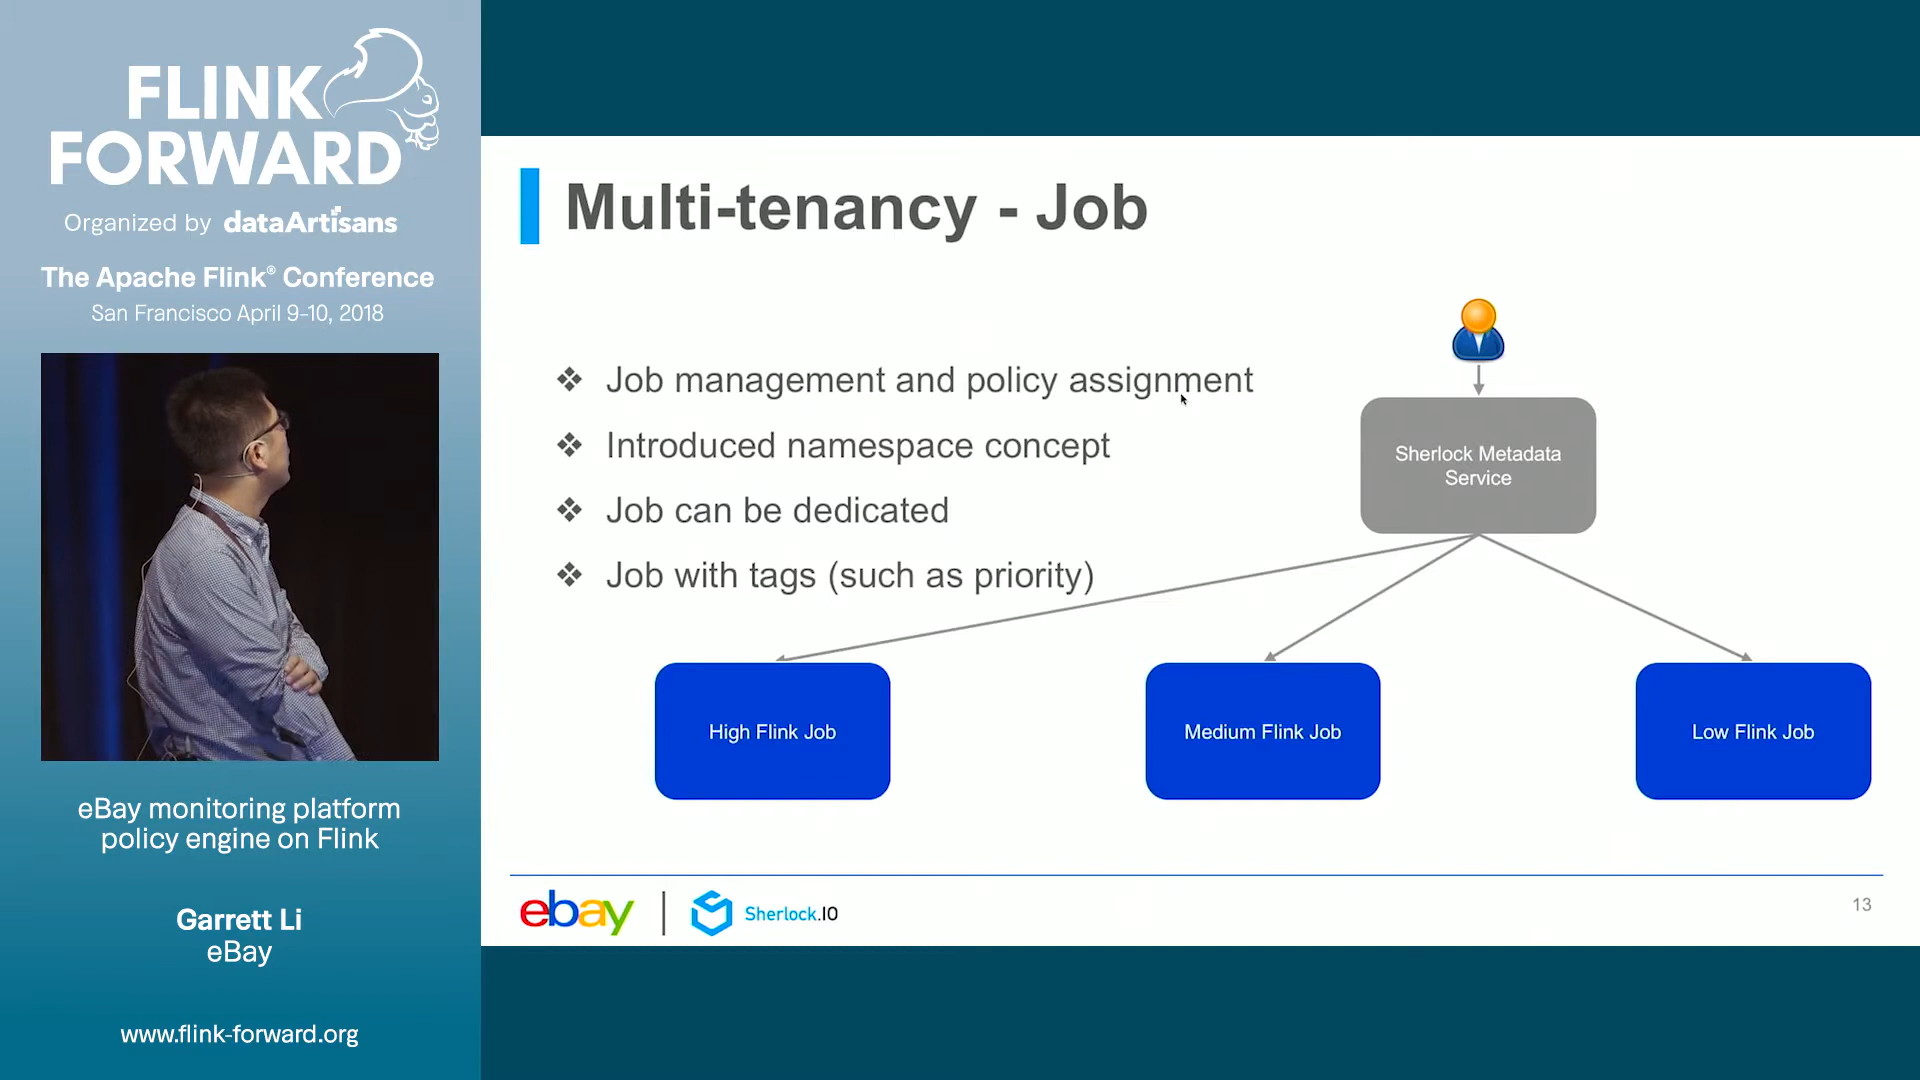 FLINK
FORWARD
Organized by dataArtisans
The Apache Flink® Conference
San Francisco April 9-10, 2018
eBay monitoring platform
policy engine on Flink
Garrett Li
eBay
www.flink-forward.org
Multi-tenancy - Job
❖ Job management and policy assignment
❖ Introduced namespace concept
❖ Job can be dedicated
❖ Job with tags (such as priority)
Sherlock Metadata
Service
High Flink Job
Medium Flink Job
Low Flink Job
ebay | Sherlock.IO
13